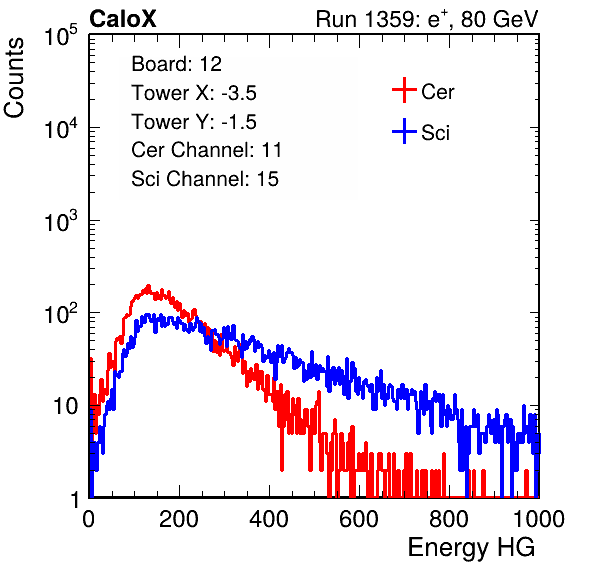 CaloX Run 1359: e⁺, 80 GeV
Counts
Board: 12
Tower X: -3.5
Tower Y: -1.5
Cer Channel: 11
Sci Channel: 15
Cer
Sci
10⁵
10⁴
10³
10²
10
1
0 200 400 600 800 1000
Energy HG